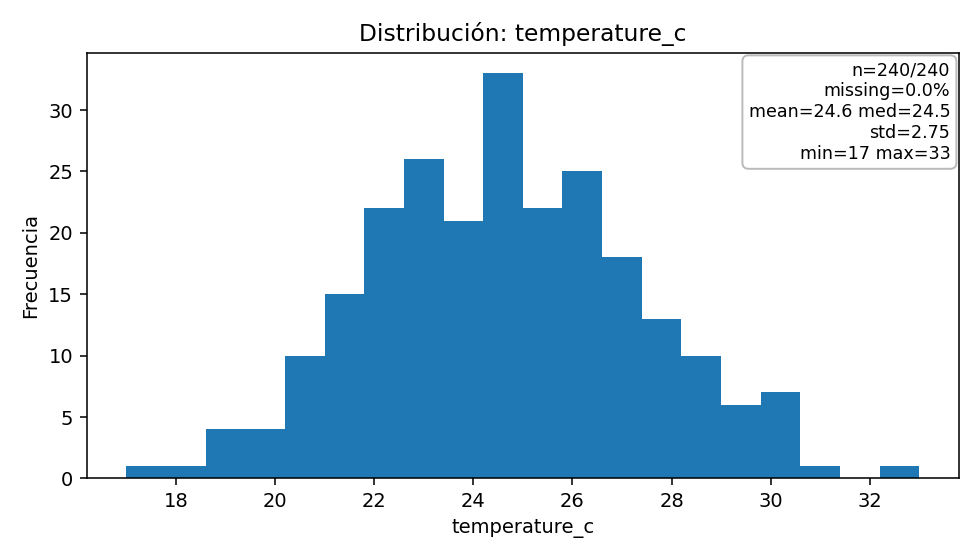 Distribución: temperature_c
n=240/240
missing=0.0%
mean=24.6 med=24.5
std=2.75
min=17 max=33
Frecuencia
30
25
20
15
10
5
0
18 20 22 24 26 28 30 32
temperature_c